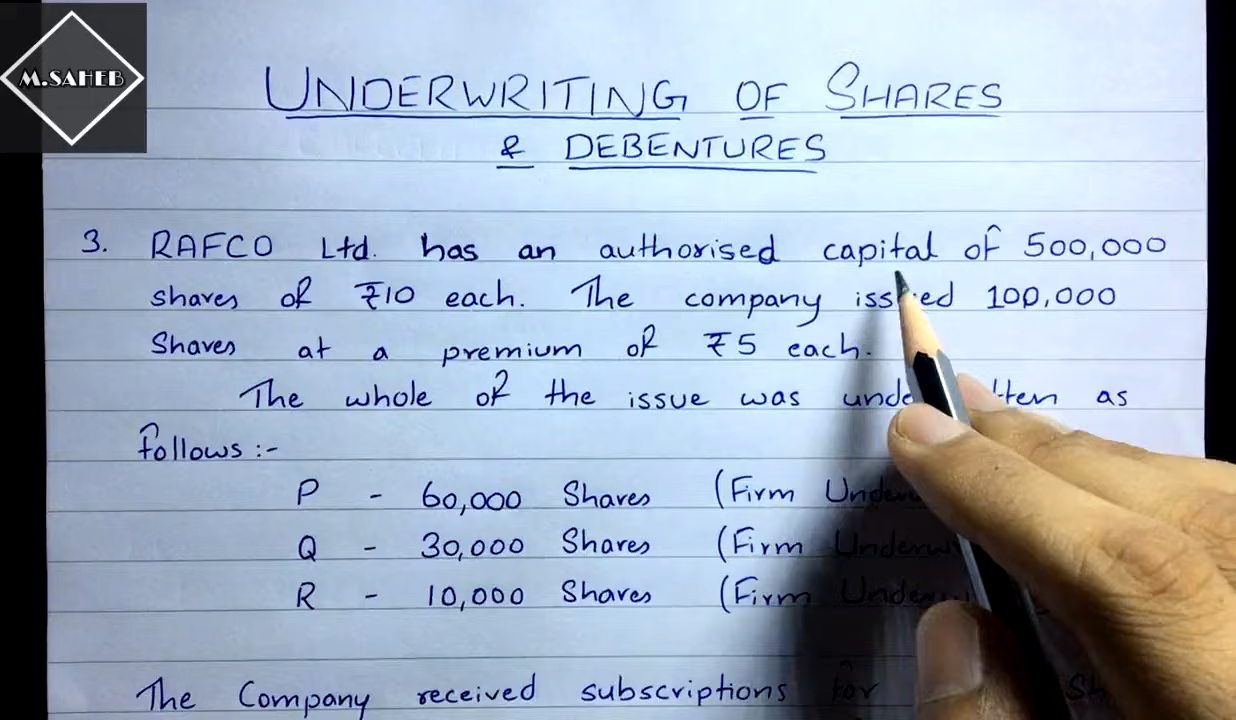 M.SAHEB
UNDERWRITING OF SHARES
& DEBENTURES
3. RAFCO Ltd. has an authorised capital of 500,000
shares of ₹10 each. The company issued 100,000
Shares at a premium of ₹5 each.
The whole of the issue was as
follows :-
P - 60,000 Shares (Firm
Q - 30,000 Shares (Firm
R - 10,000 Shares (Firm
The Company received subscriptions for